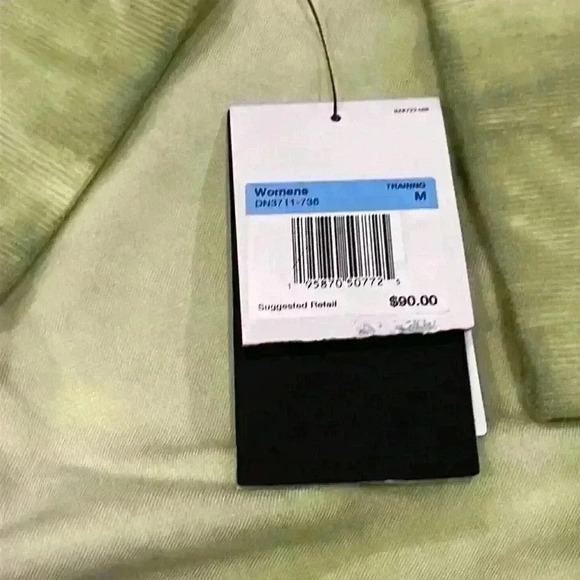 Womens TRAINING
DN3711-736 M
1 95870 50772 5
Suggested Retail $90.00